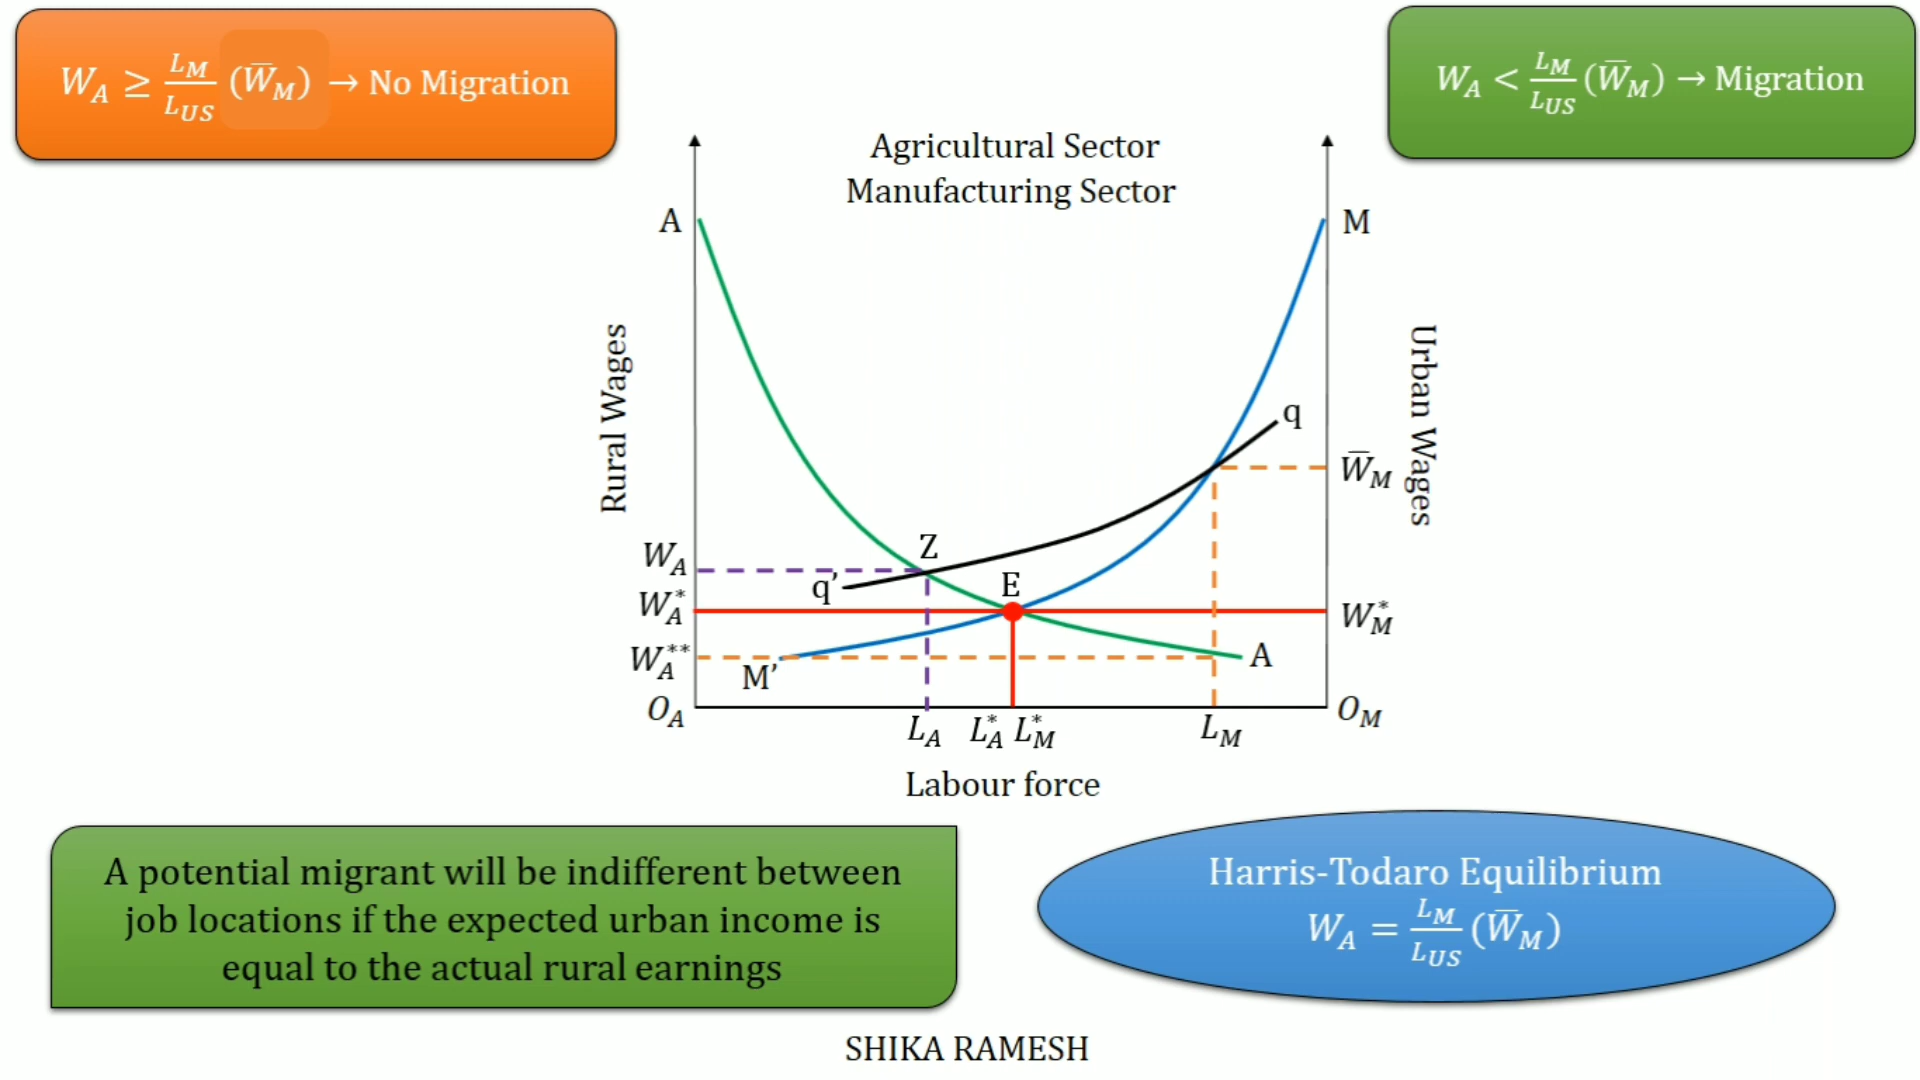 W_A ≥ L_M/L_US (W̅_M) → No Migration
W_A < L_M/L_US (W̅_M) → Migration
Agricultural Sector
Manufacturing Sector
A
M
Rural Wages
Urban Wages
q
W̅_M
Z
W_A
q’
E
W_A^*
W_M^*
W_A^**
M’
A
O_A
O_M
L_A
L_A^* L_M^*
L_M
Labour force
A potential migrant will be indifferent between
job locations if the expected urban income is
equal to the actual rural earnings
Harris-Todaro Equilibrium
W_A = L_M/L_US (W̅_M)
SHIKA RAMESH